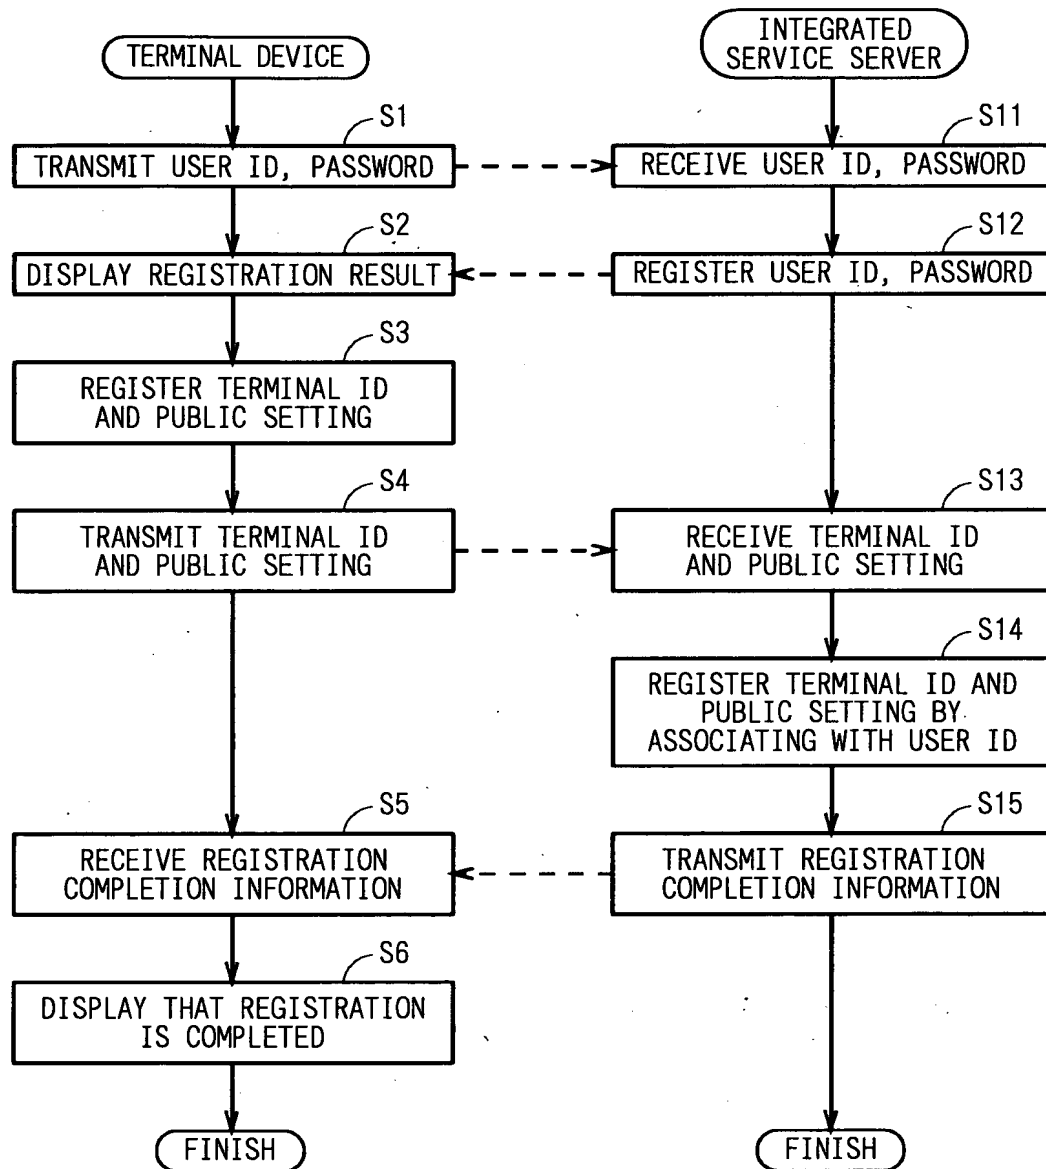 TERMINAL DEVICE
S1
TRANSMIT USER ID, PASSWORD
S2
DISPLAY REGISTRATION RESULT
S3
REGISTER TERMINAL ID
AND PUBLIC SETTING
S4
TRANSMIT TERMINAL ID
AND PUBLIC SETTING
S5
RECEIVE REGISTRATION
COMPLETION INFORMATION
S6
DISPLAY THAT REGISTRATION
IS COMPLETED
FINISH
INTEGRATED
SERVICE SERVER
S11
RECEIVE USER ID, PASSWORD
S12
REGISTER USER ID, PASSWORD
S13
RECEIVE TERMINAL ID
AND PUBLIC SETTING
S14
REGISTER TERMINAL ID AND
PUBLIC SETTING BY
ASSOCIATING WITH USER ID
S15
TRANSMIT REGISTRATION
COMPLETION INFORMATION
FINISH